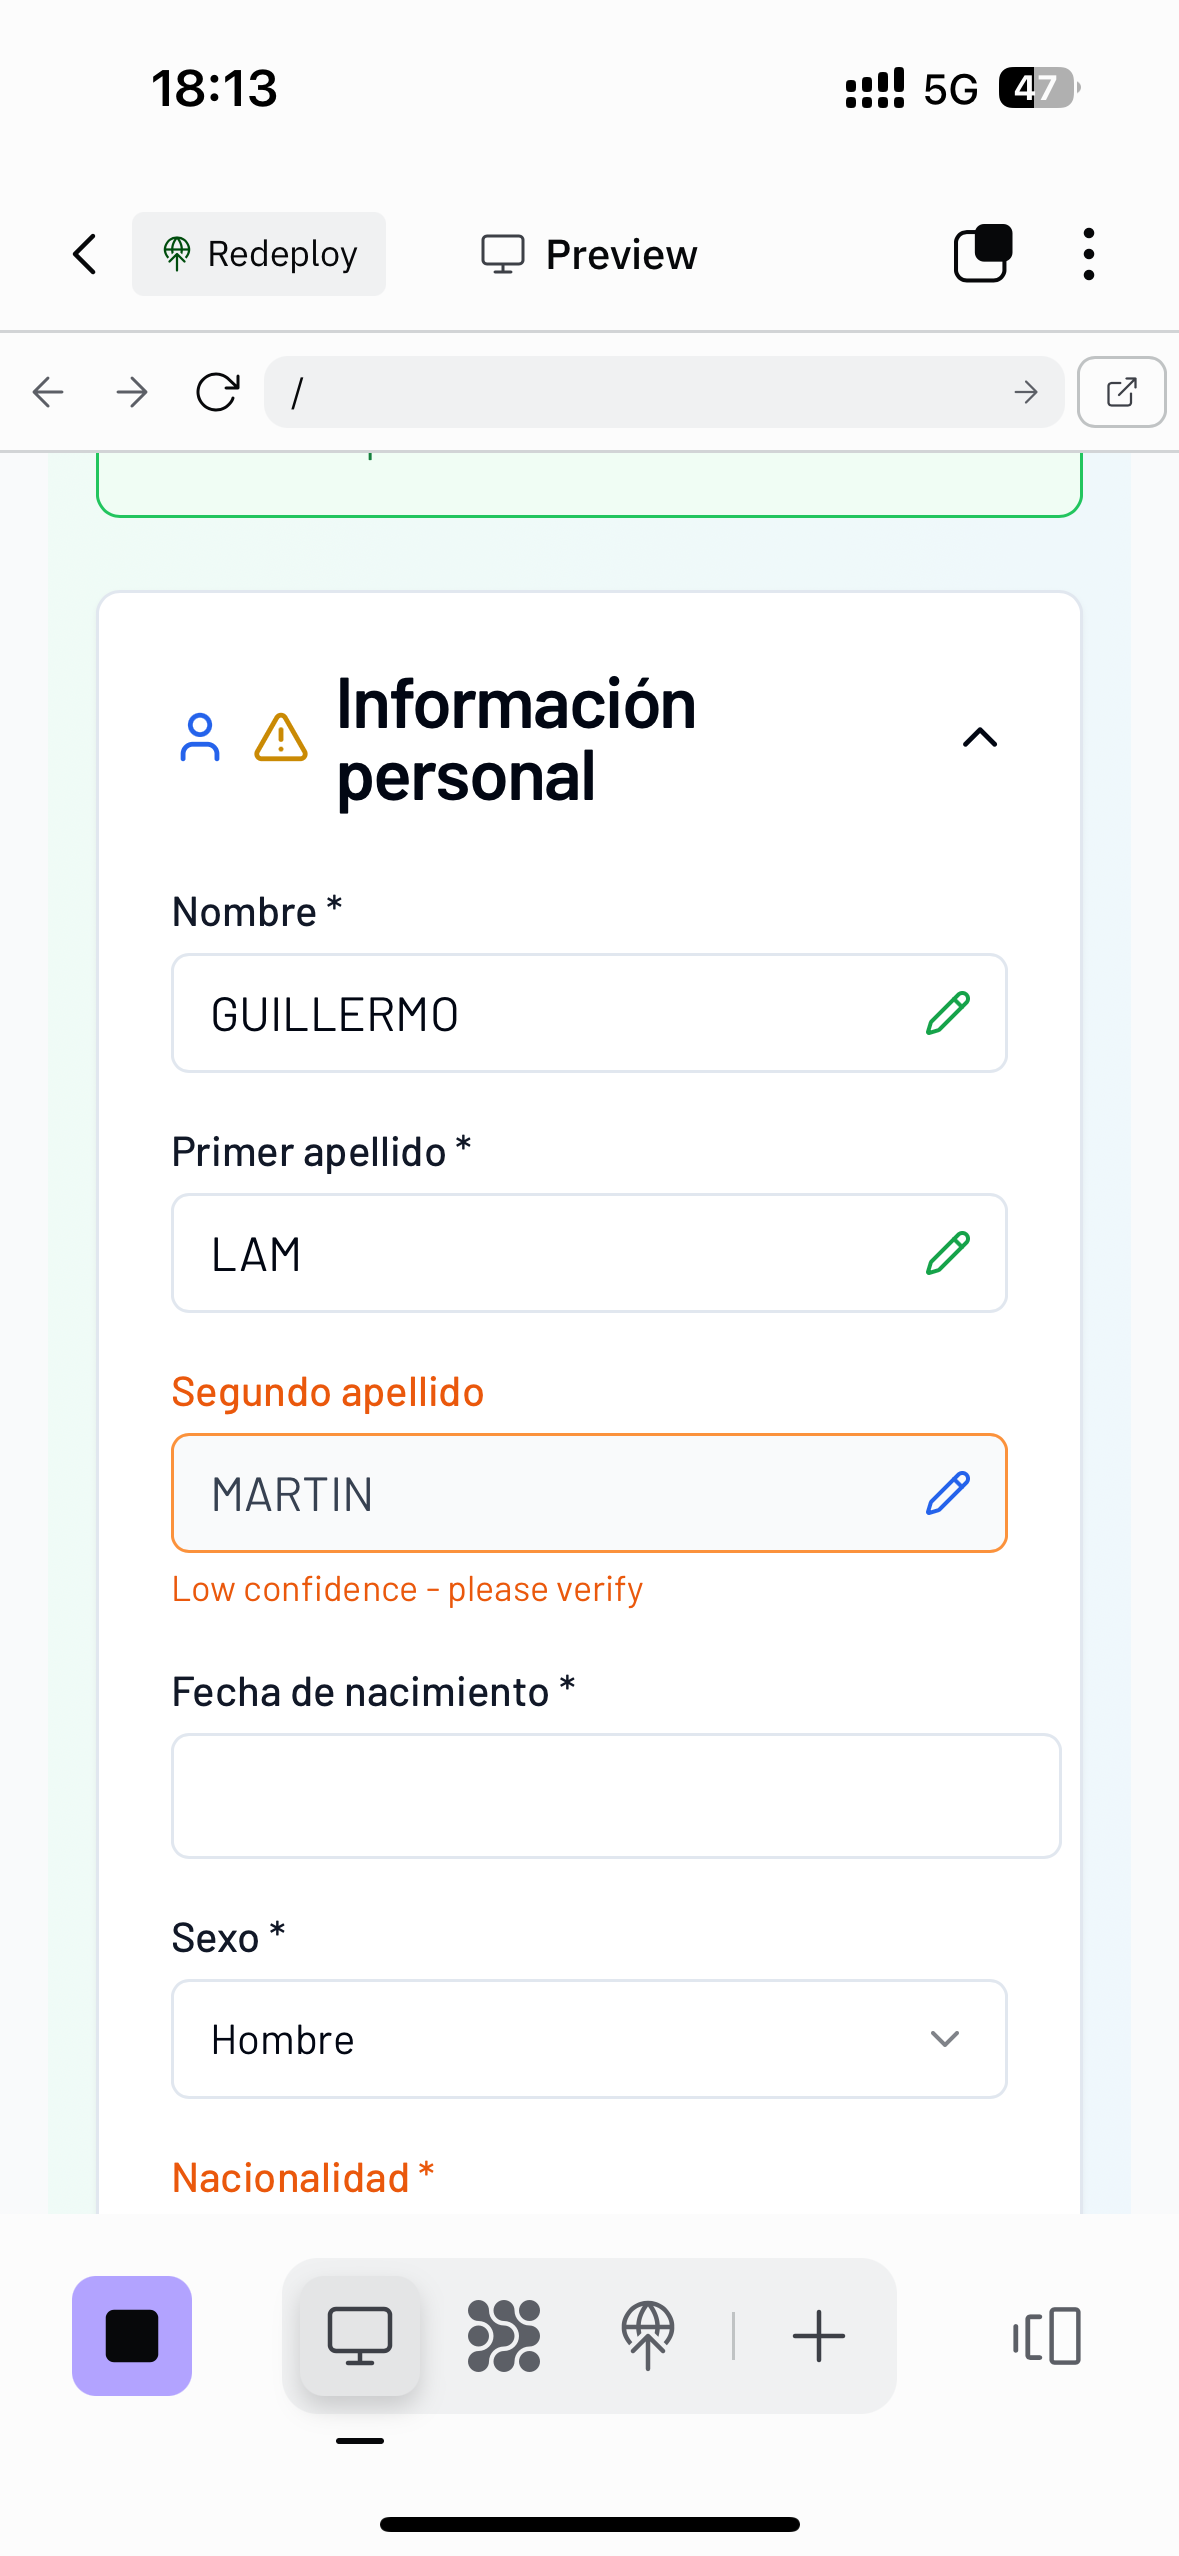 18:13
5G 47
Redeploy
Preview
/
Información
personal
Nombre *
GUILLERMO
Primer apellido *
LAM
Segundo apellido
MARTIN
Low confidence - please verify
Fecha de nacimiento *
Sexo *
Hombre
Nacionalidad *